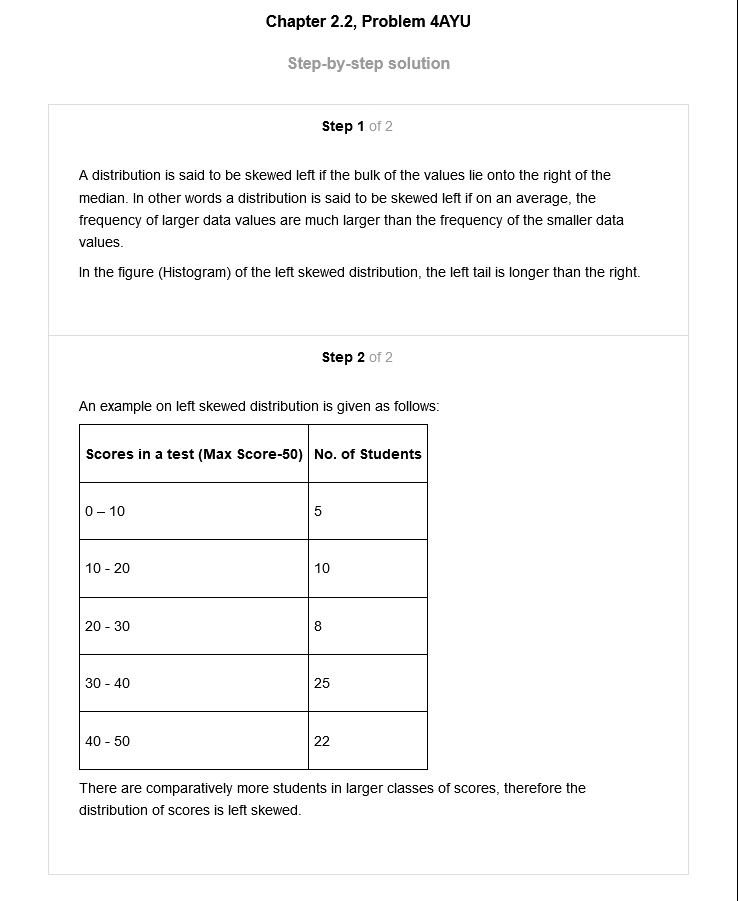 Chapter 2.2, Problem 4AYU
Step-by-step solution
Step 1 of 2
A distribution is said to be skewed left if the bulk of the values lie onto the right of the
median. In other words a distribution is said to be skewed left if on an average, the
frequency of larger data values are much larger than the frequency of the smaller data
values.
In the figure (Histogram) of the left skewed distribution, the left tail is longer than the right.
Step 2 of 2
An example on left skewed distribution is given as follows:
Scores in a test (Max Score-50) No. of Students
0 – 10 5
10 - 20 10
20 - 30 8
30 - 40 25
40 - 50 22
There are comparatively more students in larger classes of scores, therefore the
distribution of scores is left skewed.